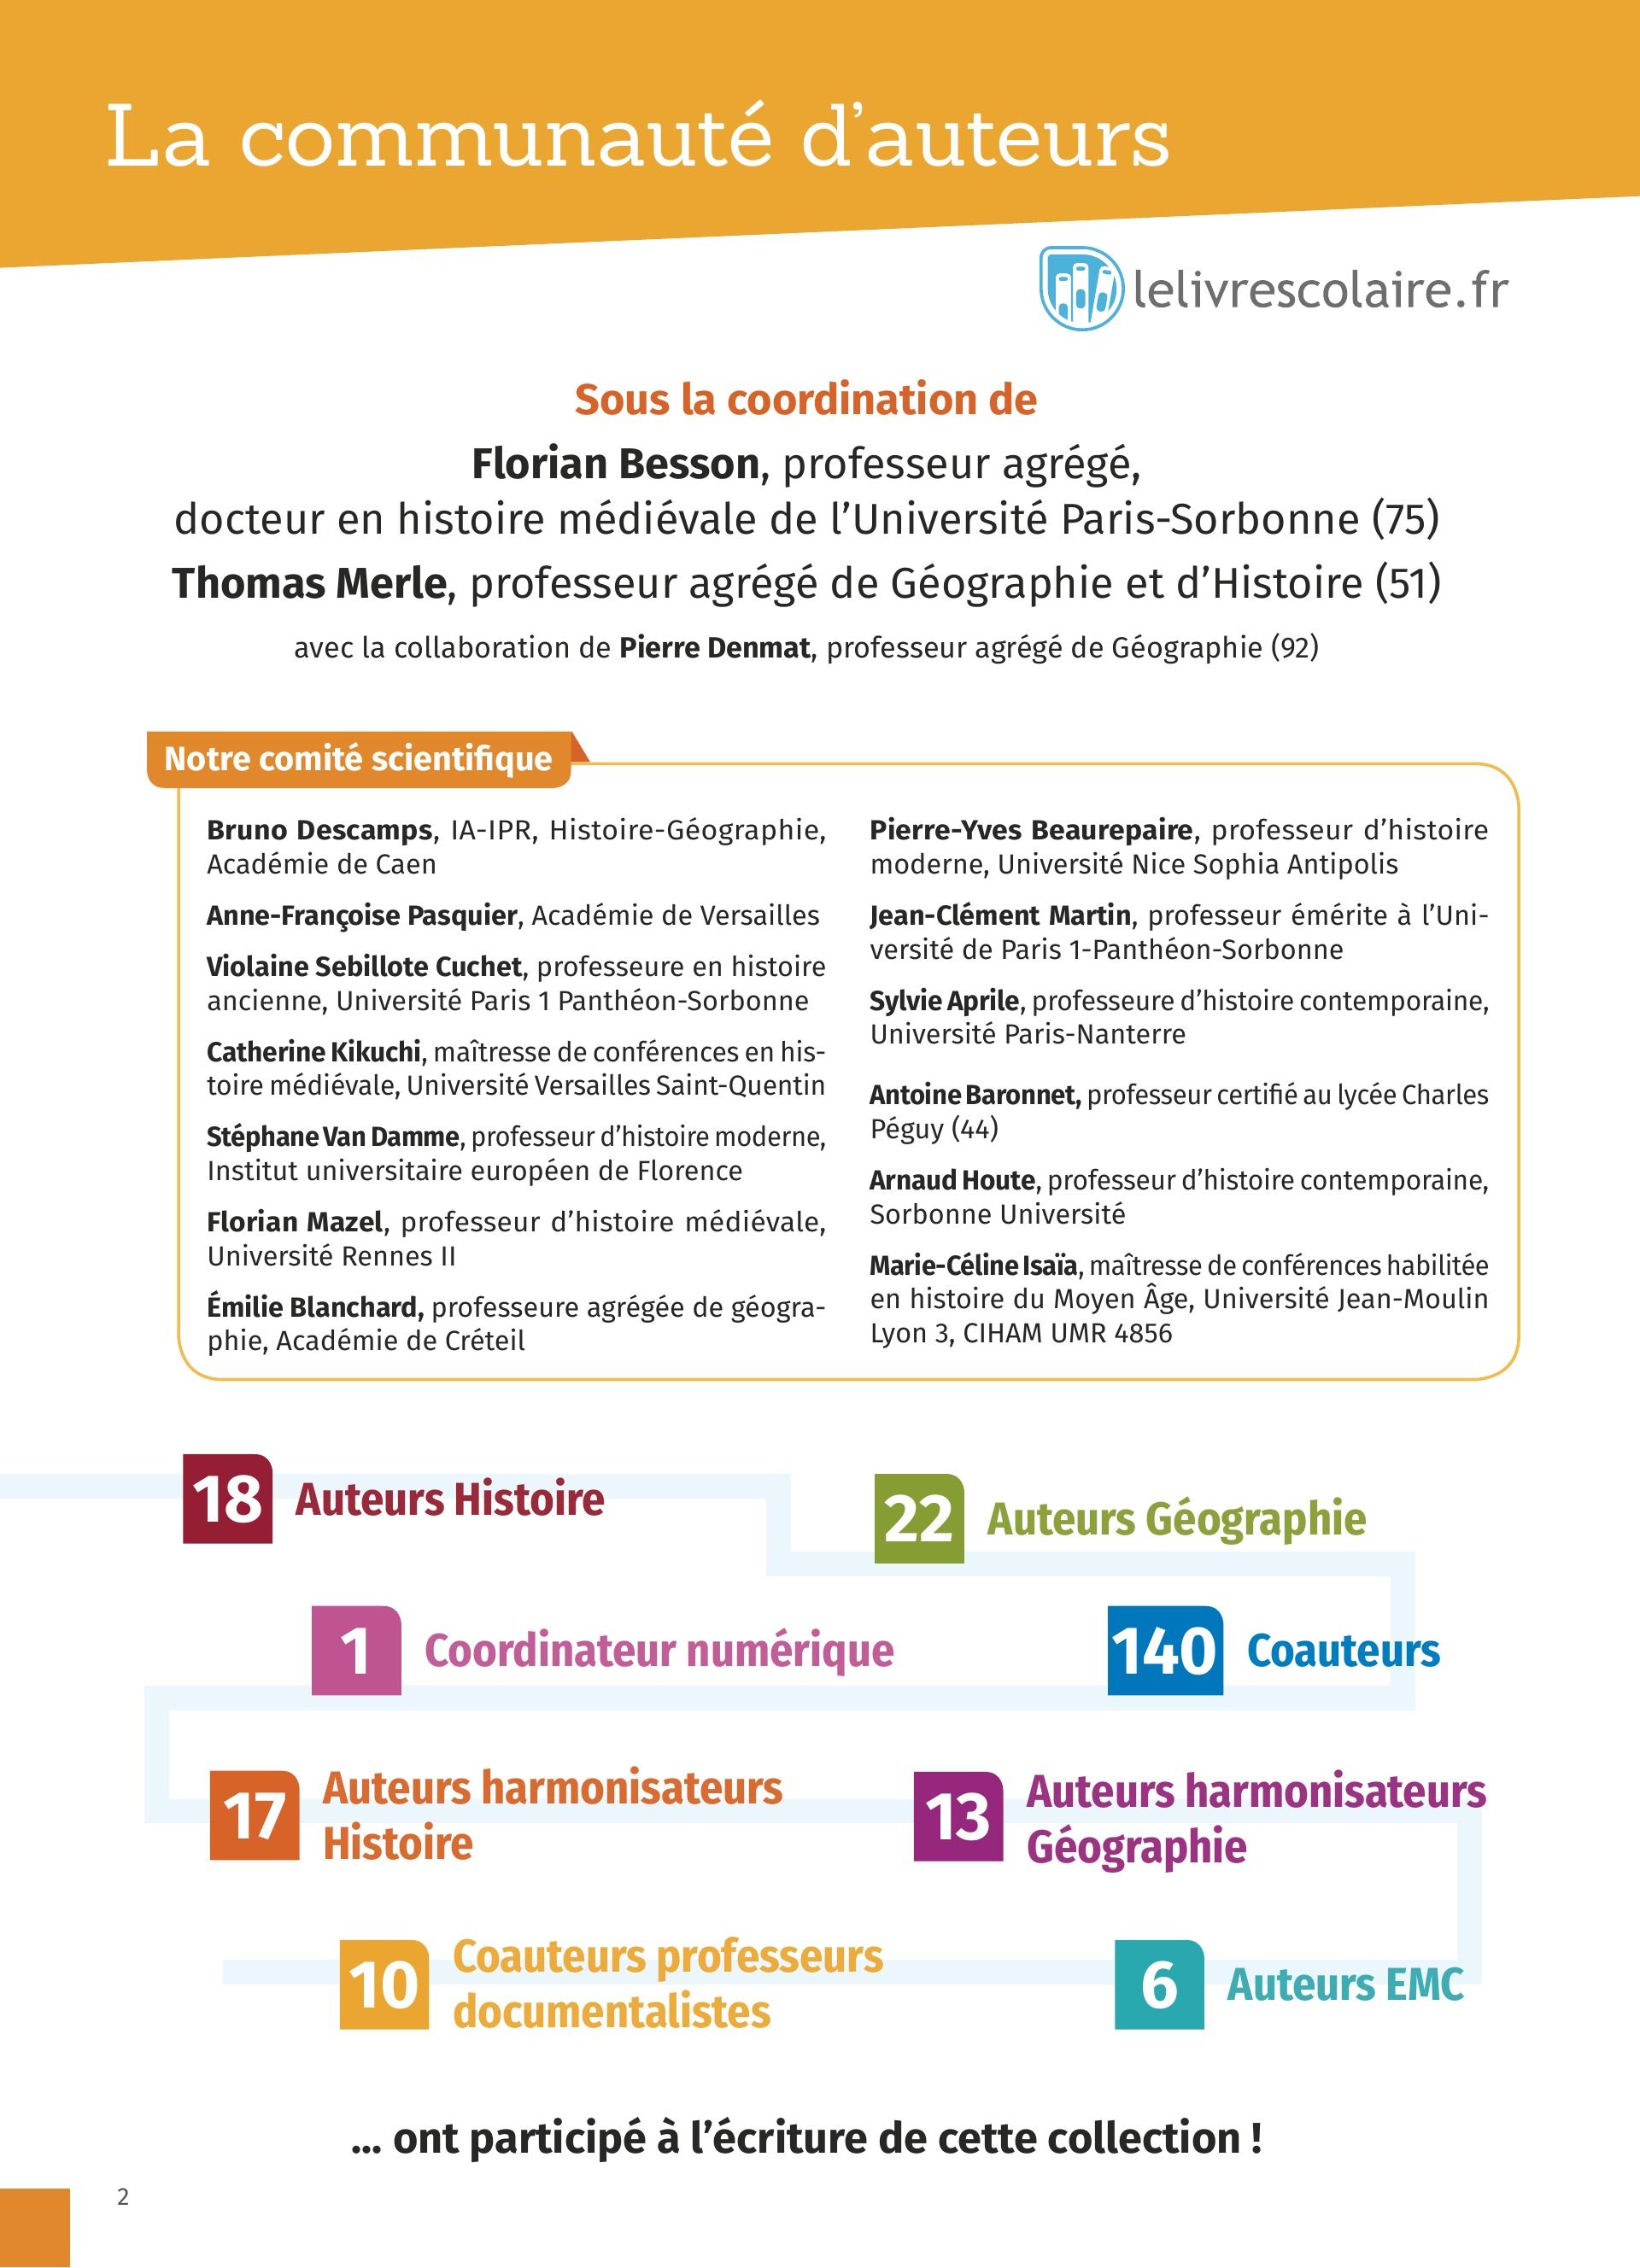 La communauté d'auteurs
lelivrescolaire.fr
Sous la coordination de
Florian Besson, professeur agrégé,
docteur en histoire médiévale de l'Université Paris-Sorbonne (75)
Thomas Merle, professeur agrégé de Géographie et d'Histoire (51)
avec la collaboration de Pierre Denmat, professeur agrégé de Géographie (92)
Notre comité scientifique
Bruno Descamps, IA-IPR, Histoire-Géographie,
Académie de Caen
Anne-Françoise Pasquier, Académie de Versailles
Violaine Sebillote Cuchet, professeure en histoire
ancienne, Université Paris 1 Panthéon-Sorbonne
Catherine Kikuchi, maîtresse de conférences en his-
toire médiévale, Université Versailles Saint-Quentin
Stéphane Van Damme, professeur d'histoire moderne,
Institut universitaire européen de Florence
Florian Mazel, professeur d'histoire médiévale,
Université Rennes II
Émilie Blanchard, professeure agrégée de géogra-
phie, Académie de Créteil
Pierre-Yves Beaurepaire, professeur d'histoire
moderne, Université Nice Sophia Antipolis
Jean-Clément Martin, professeur émérite à l'Uni-
versité de Paris 1-Panthéon-Sorbonne
Sylvie Aprile, professeure d'histoire contemporaine,
Université Paris-Nanterre
Antoine Baronnet, professeur certifié au lycée Charles
Péguy (44)
Arnaud Houte, professeur d'histoire contemporaine,
Sorbonne Université
Marie-Céline Isaïa, maîtresse de conférences habilitée
en histoire du Moyen Âge, Université Jean-Moulin
Lyon 3, CIHAM UMR 4856
18 Auteurs Histoire
22 Auteurs Géographie
1 Coordinateur numérique
140 Coauteurs
17 Auteurs harmonisateurs
Histoire
13 Auteurs harmonisateurs
Géographie
10 Coauteurs professeurs
documentalistes
6 Auteurs EMC
... ont participé à l'écriture de cette collection !
2